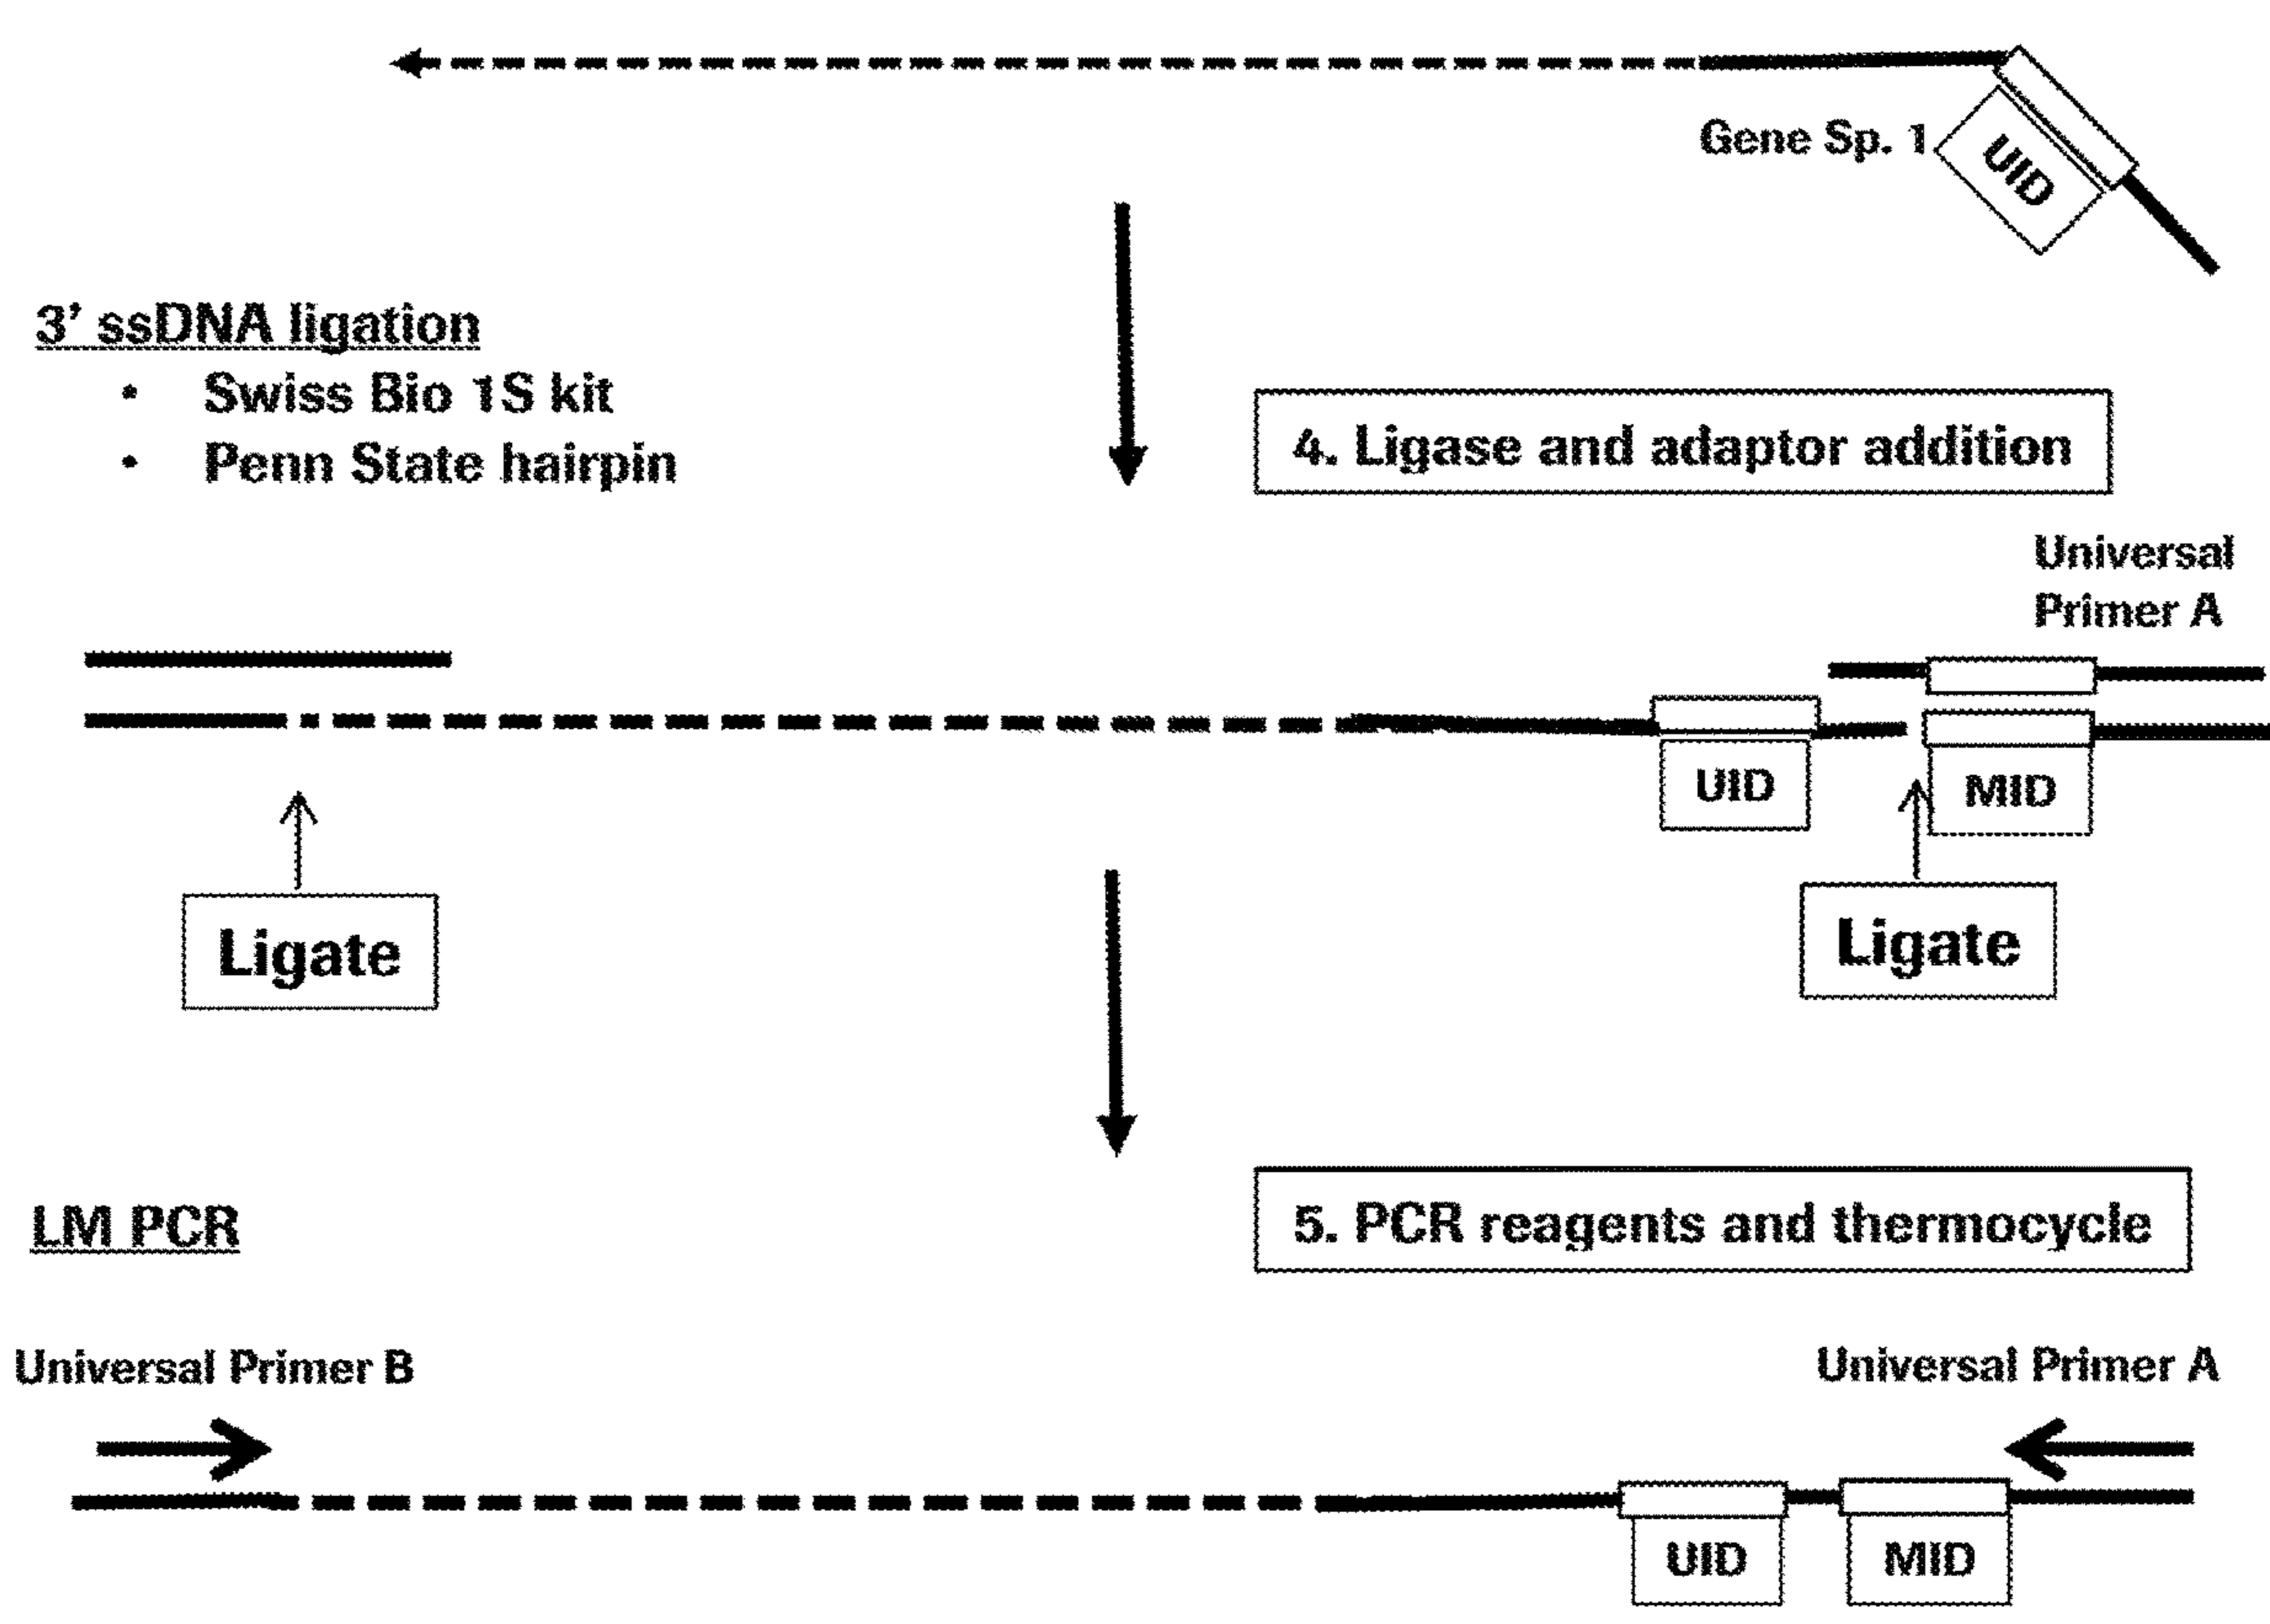 Gene Sp. 1
UID
3' ssDNA ligation
• Swiss Bio 1S kit
• Penn State hairpin
4. Ligase and adaptor addition
Universal
Primer A
UID
MID
Ligate
Ligate
LM PCR
5. PCR reagents and thermocycle
Universal Primer B
Universal Primer A
UID
MID